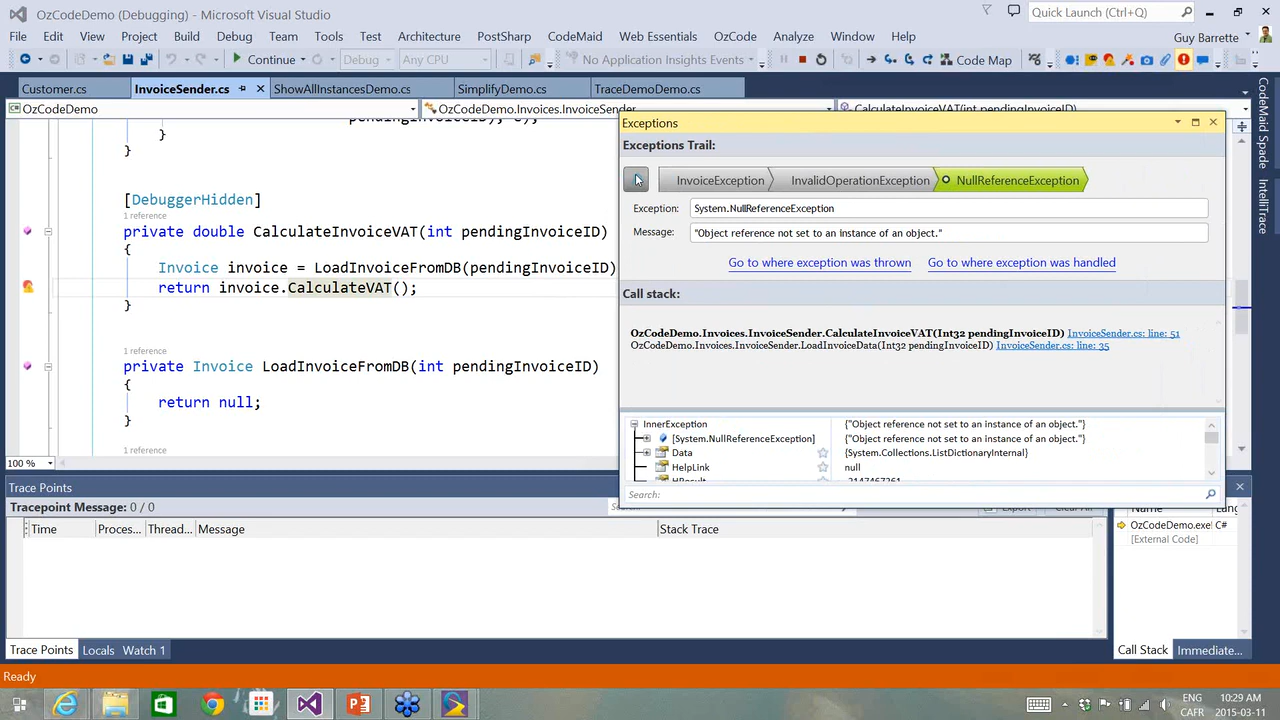 OzCodeDemo (Debugging) - Microsoft Visual Studio
Quick Launch (Ctrl+Q)
File Edit View Project Build Debug Team Tools Test Architecture PostSharp CodeMaid Web Essentials OzCode Analyze Window Help
Guy Barrette
Continue Debug Any CPU No Application Insights Events Code Map
Customer.cs InvoiceSender.cs ShowAllInstancesDemo.cs SimplifyDemo.cs TraceDemoDemo.cs
OzCodeDemo OzCodeDemo.Invoices.InvoiceSender CalculateInvoiceVAT(int pendingInvoiceID)
pendingInvoiceID), e);
}
}
[DebuggerHidden]
1 reference
private double CalculateInvoiceVAT(int pendingInvoiceID)
{
Invoice invoice = LoadInvoiceFromDB(pendingInvoiceID)
return invoice.CalculateVAT();
}
1 reference
private Invoice LoadInvoiceFromDB(int pendingInvoiceID)
{
return null;
}
1 reference
100 %
Exceptions
Exceptions Trail:
InvoiceException InvalidOperationException NullReferenceException
Exception: System.NullReferenceException
Message: "Object reference not set to an instance of an object."
Go to where exception was thrown Go to where exception was handled
Call stack:
OzCodeDemo.Invoices.InvoiceSender.CalculateInvoiceVAT(Int32 pendingInvoiceID) InvoiceSender.cs: line: 51
OzCodeDemo.Invoices.InvoiceSender.LoadInvoiceData(Int32 pendingInvoiceID) InvoiceSender.cs: line: 35
InnerException {"Object reference not set to an instance of an object."}
[System.NullReferenceException] {"Object reference not set to an instance of an object."}
Data {System.Collections.ListDictionaryInternal}
HelpLink null
HResult -2147467261
Search:
CodeMaid Spade
IntelliTrace
Trace Points
Tracepoint Message: 0 / 0
Export Clear All
Time Proces... Thread... Message Stack Trace
Name Lang
OzCodeDemo.exe! C#
[External Code]
Trace Points Locals Watch 1
Call Stack Immediate...
Ready
ENG 10:29 AM
CAFR 2015-03-11